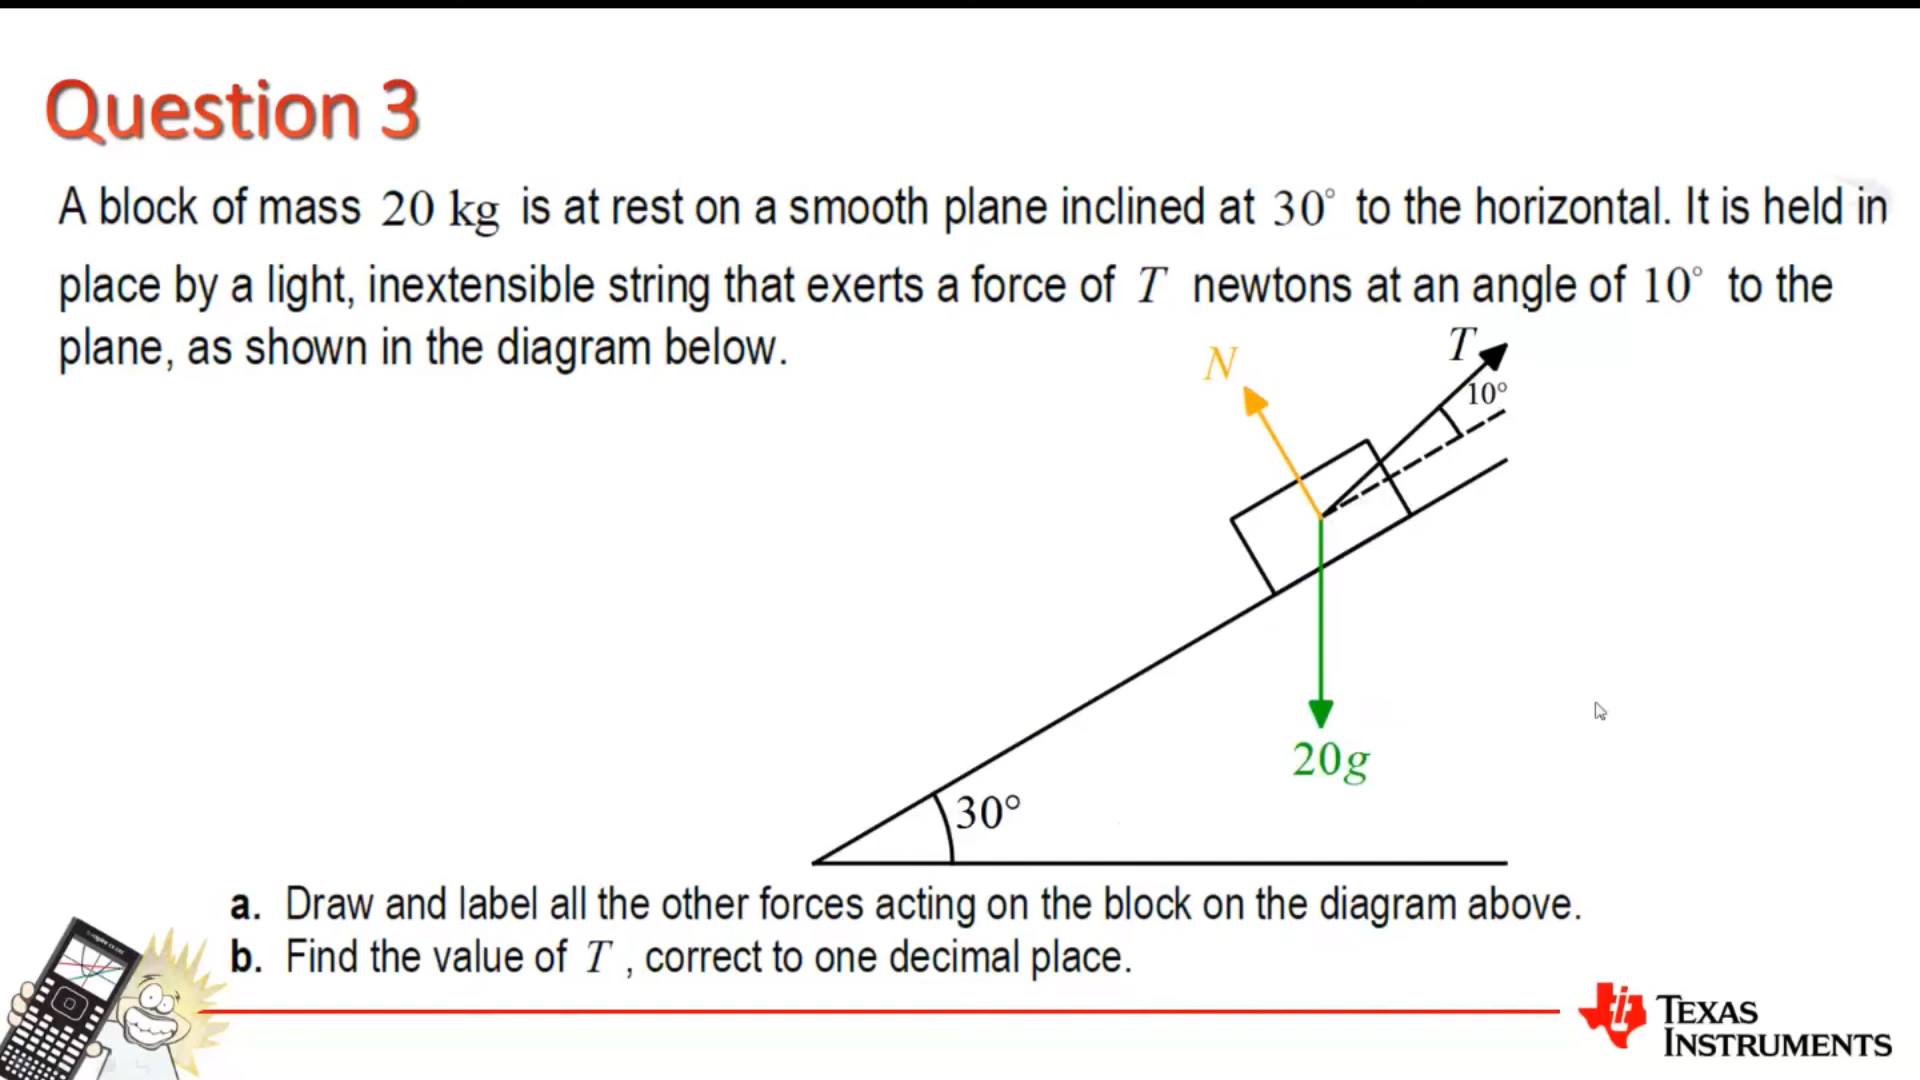 Question 3
A block of mass 20 kg is at rest on a smooth plane inclined at 30° to the horizontal. It is held in
place by a light, inextensible string that exerts a force of T newtons at an angle of 10° to the
plane, as shown in the diagram below.
T
N
10°
20g
30°
a. Draw and label all the other forces acting on the block on the diagram above.
b. Find the value of T , correct to one decimal place.
TEXAS
INSTRUMENTS